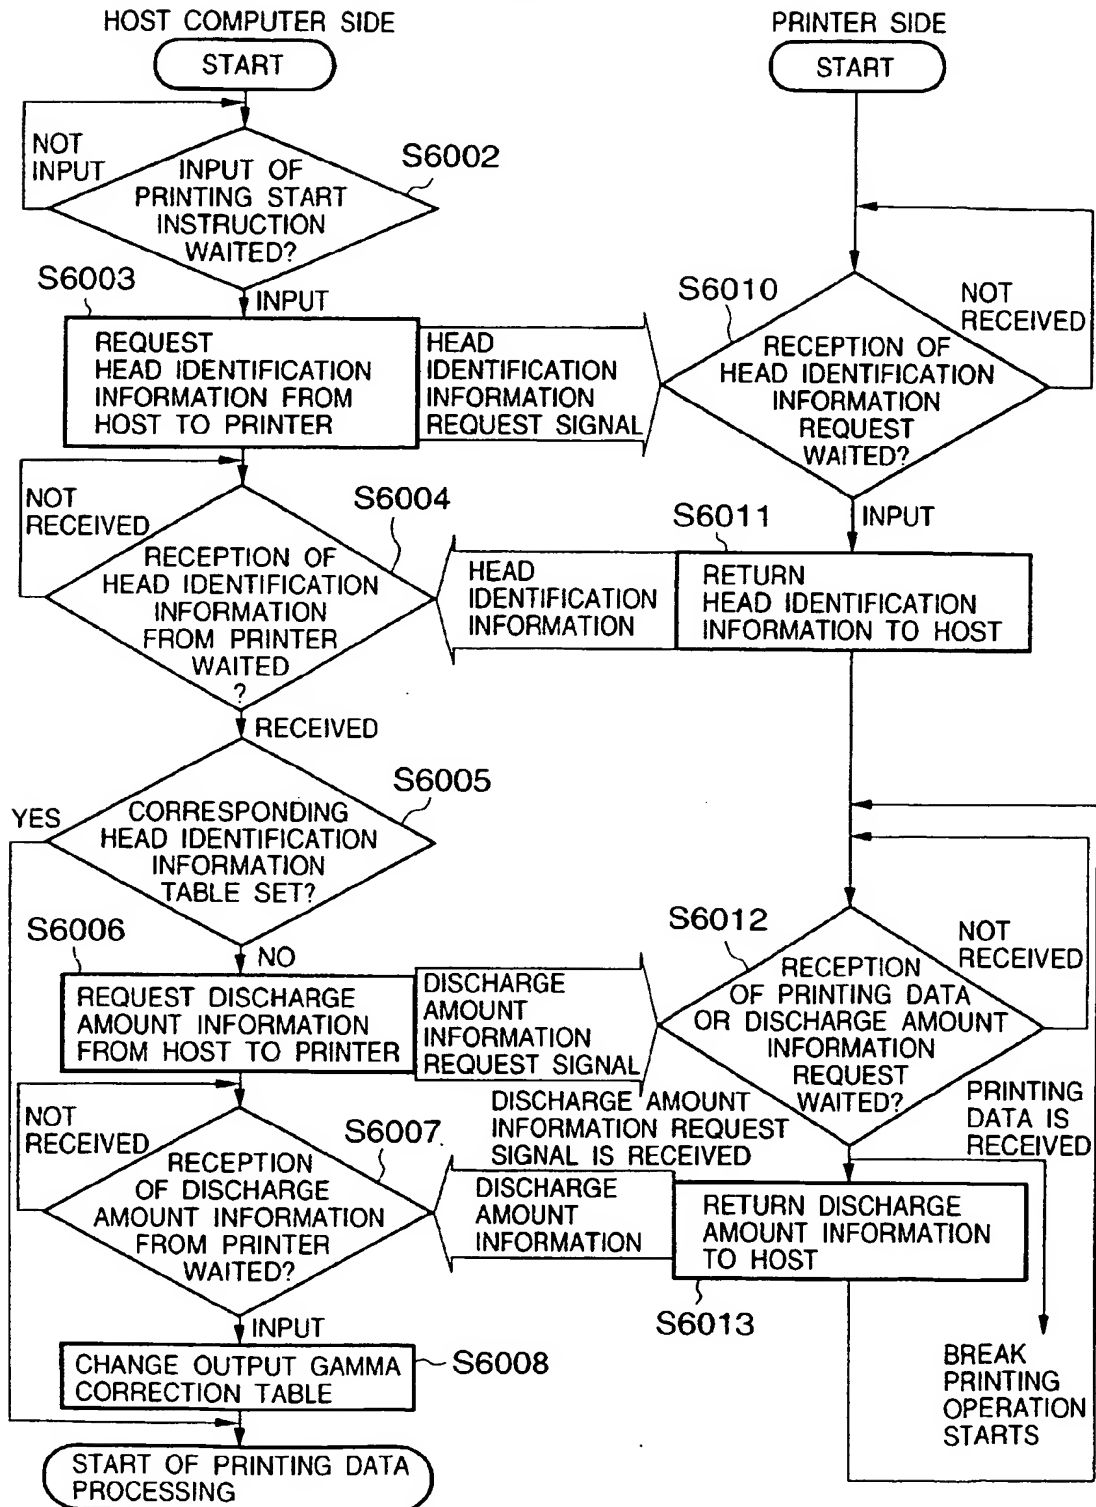 HOST COMPUTER SIDE
START
NOT
INPUT
INPUT OF
PRINTING START
INSTRUCTION
WAITED?
S6002
S6003
INPUT
REQUEST
HEAD IDENTIFICATION
INFORMATION FROM
HOST TO PRINTER
HEAD
IDENTIFICATION
INFORMATION
REQUEST SIGNAL
PRINTER SIDE
START
S6010
NOT
RECEIVED
RECEPTION OF
HEAD IDENTIFICATION
INFORMATION
REQUEST
WAITED?
INPUT
S6011
RETURN
HEAD IDENTIFICATION
INFORMATION TO HOST
HEAD
IDENTIFICATION
INFORMATION
NOT
RECEIVED
S6004
RECEPTION OF
HEAD IDENTIFICATION
INFORMATION
FROM PRINTER
WAITED
?
RECEIVED
S6005
YES
CORRESPONDING
HEAD IDENTIFICATION
INFORMATION
TABLE SET?
NO
S6006
REQUEST DISCHARGE
AMOUNT INFORMATION
FROM HOST TO PRINTER
DISCHARGE
AMOUNT
INFORMATION
REQUEST SIGNAL
S6012
NOT
RECEIVED
RECEPTION
OF PRINTING DATA
OR DISCHARGE AMOUNT
INFORMATION
REQUEST
WAITED?
PRINTING
DATA IS
RECEIVED
DISCHARGE AMOUNT
INFORMATION REQUEST
SIGNAL IS RECEIVED
RETURN DISCHARGE
AMOUNT INFORMATION
TO HOST
S6013
DISCHARGE
AMOUNT
INFORMATION
NOT
RECEIVED
S6007
RECEPTION
OF DISCHARGE
AMOUNT INFORMATION
FROM PRINTER
WAITED?
INPUT
CHANGE OUTPUT GAMMA
CORRECTION TABLE
S6008
START OF PRINTING DATA
PROCESSING
BREAK
PRINTING
OPERATION
STARTS